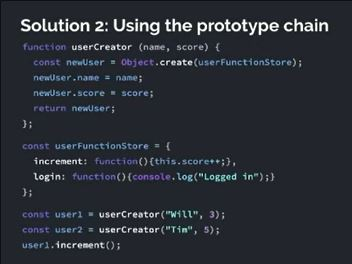 Solution 2: Using the prototype chain
function userCreator (name, score) {
const newUser = Object.create(userFunctionStore);
newUser.name = name;
newUser.score = score;
return newUser;
};
const userFunctionStore = {
increment: function(){this.score++;},
login: function(){console.log("Logged in");}
};
const user1 = userCreator("Will", 3);
const user2 = userCreator("Tim", 5);
user1.increment();